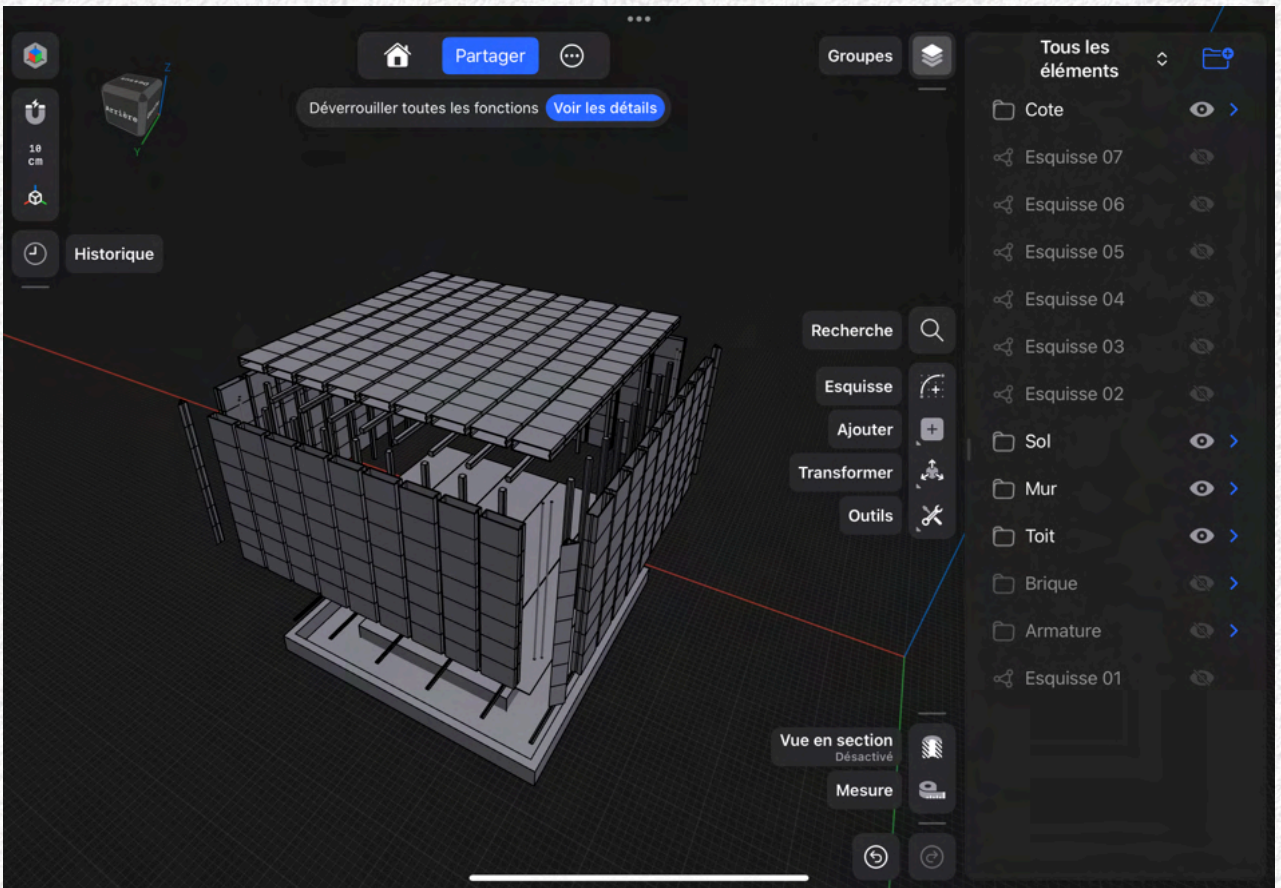 Partager
Groupes
Tous les
éléments
Déverrouiller toutes les fonctions Voir les détails
Arrière
Z
Y
10
cm
Historique
Cote
Esquisse 07
Esquisse 06
Esquisse 05
Esquisse 04
Esquisse 03
Esquisse 02
Sol
Mur
Toit
Brique
Armature
Esquisse 01
Recherche
Esquisse
Ajouter
Transformer
Outils
Vue en section
Désactivé
Mesure